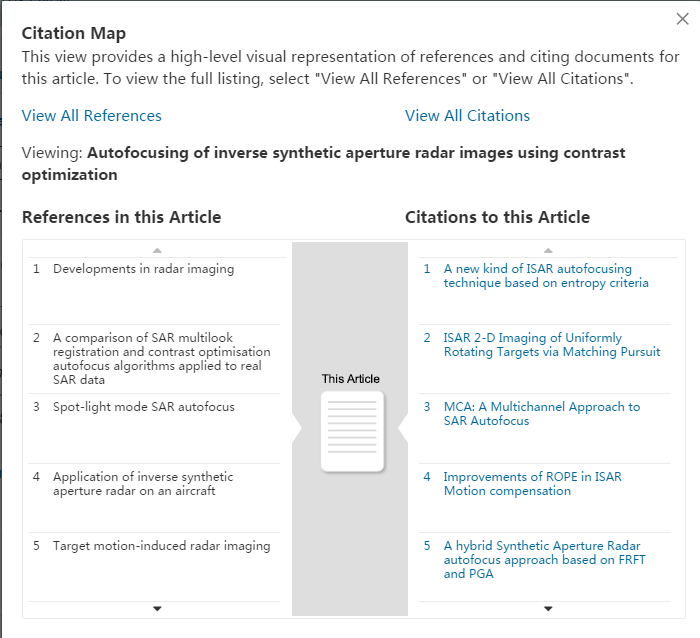 Citation Map
This view provides a high-level visual representation of references and citing documents for
this article. To view the full listing, select "View All References" or "View All Citations".
View All References
View All Citations
Viewing: Autofocusing of inverse synthetic aperture radar images using contrast
optimization
References in this Article
1 Developments in radar imaging
2 A comparison of SAR multilook
registration and contrast optimisation
autofocus algorithms applied to real
SAR data
3 Spot-light mode SAR autofocus
4 Application of inverse synthetic
aperture radar on an aircraft
5 Target motion-induced radar imaging
This Article
Citations to this Article
1 A new kind of ISAR autofocusing
technique based on entropy criteria
2 ISAR 2-D Imaging of Uniformly
Rotating Targets via Matching Pursuit
3 MCA: A Multichannel Approach to
SAR Autofocus
4 Improvements of ROPE in ISAR
Motion compensation
5 A hybrid Synthetic Aperture Radar
autofocus approach based on FRFT
and PGA